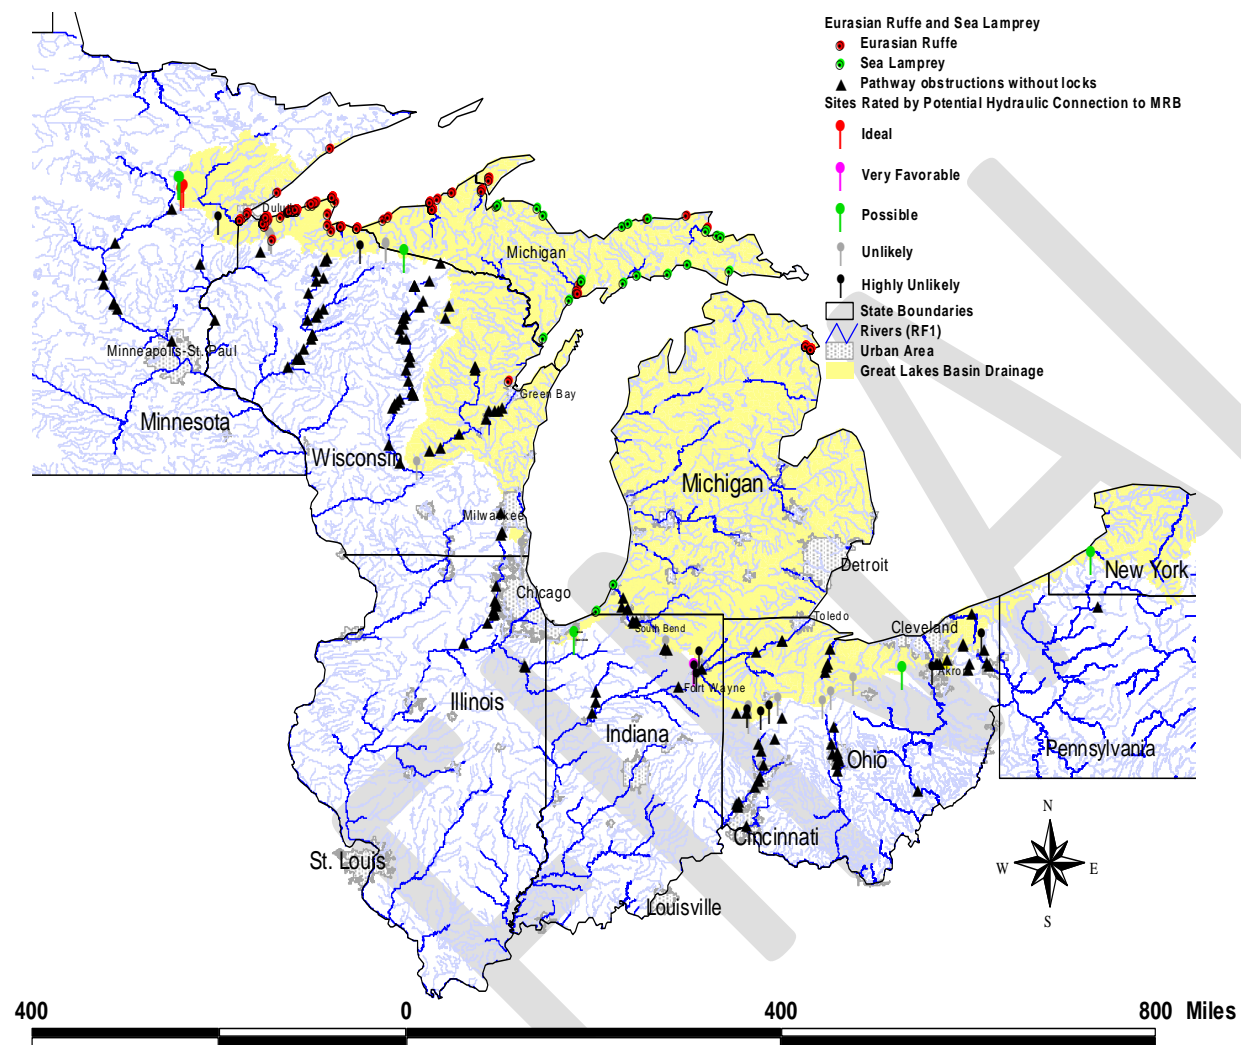 Eurasian Ruffe and Sea Lamprey
Eurasian Ruffe
Sea Lamprey
Pathway obstructions without locks
Sites Rated by Potential Hydraulic Connection to MRB
Ideal
Very Favorable
Possible
Unlikely
Highly Unlikely
State Boundaries
Rivers (RF1)
Urban Area
Great Lakes Basin Drainage
Duluth
Michigan
Minneapolis-St. Paul
Green Bay
Minnesota
Wisconsin
Michigan
Milwaukee
Detroit
New York
Chicago
Toledo
South Bend
Cleveland
Akron
Fort Wayne
Illinois
Indiana
Ohio
Pennsylvania
Cincinnati
St. Louis
Louisville
N
W E
S
400 0 400 800 Miles